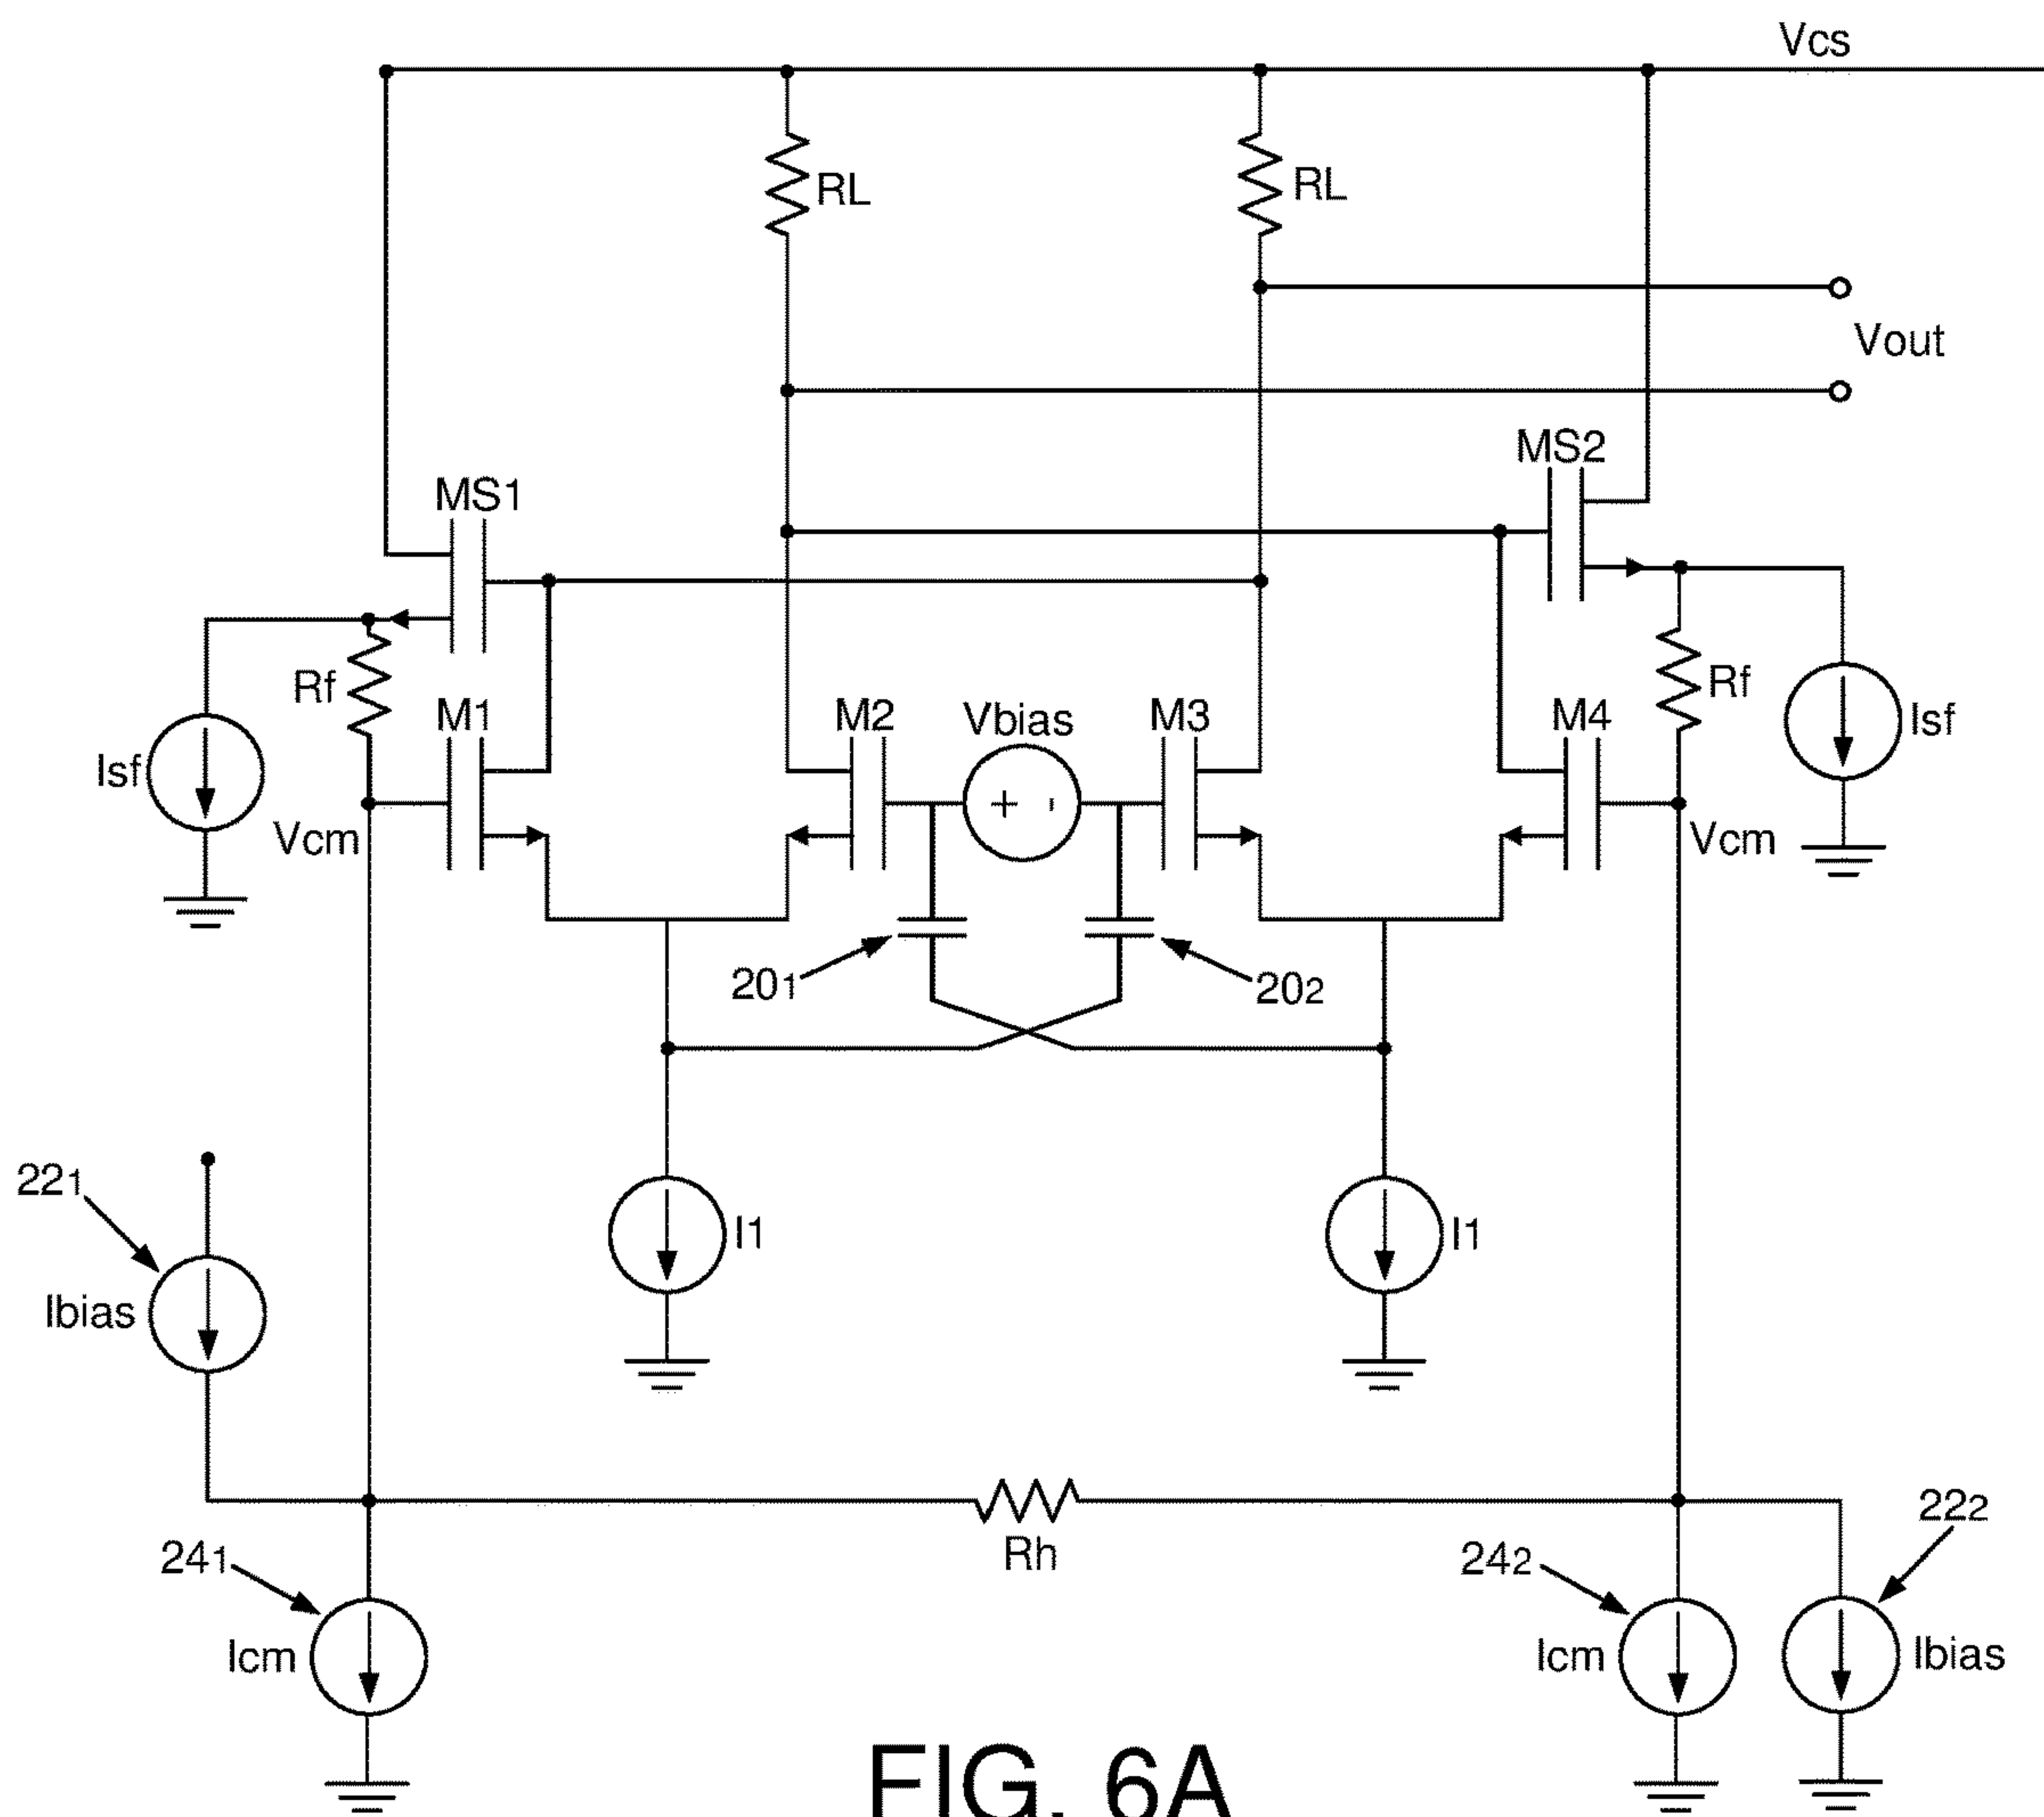 Vcs
RL
RL
Vout
MS2
MS1
Rf
Rf
M1
M2
Vbias
M3
M4
Isf
Isf
Vcm
+ -
Vcm
201
202
221
I1
I1
Ibias
222
Rh
241
242
Icm
Icm
Ibias
FIG. 6A